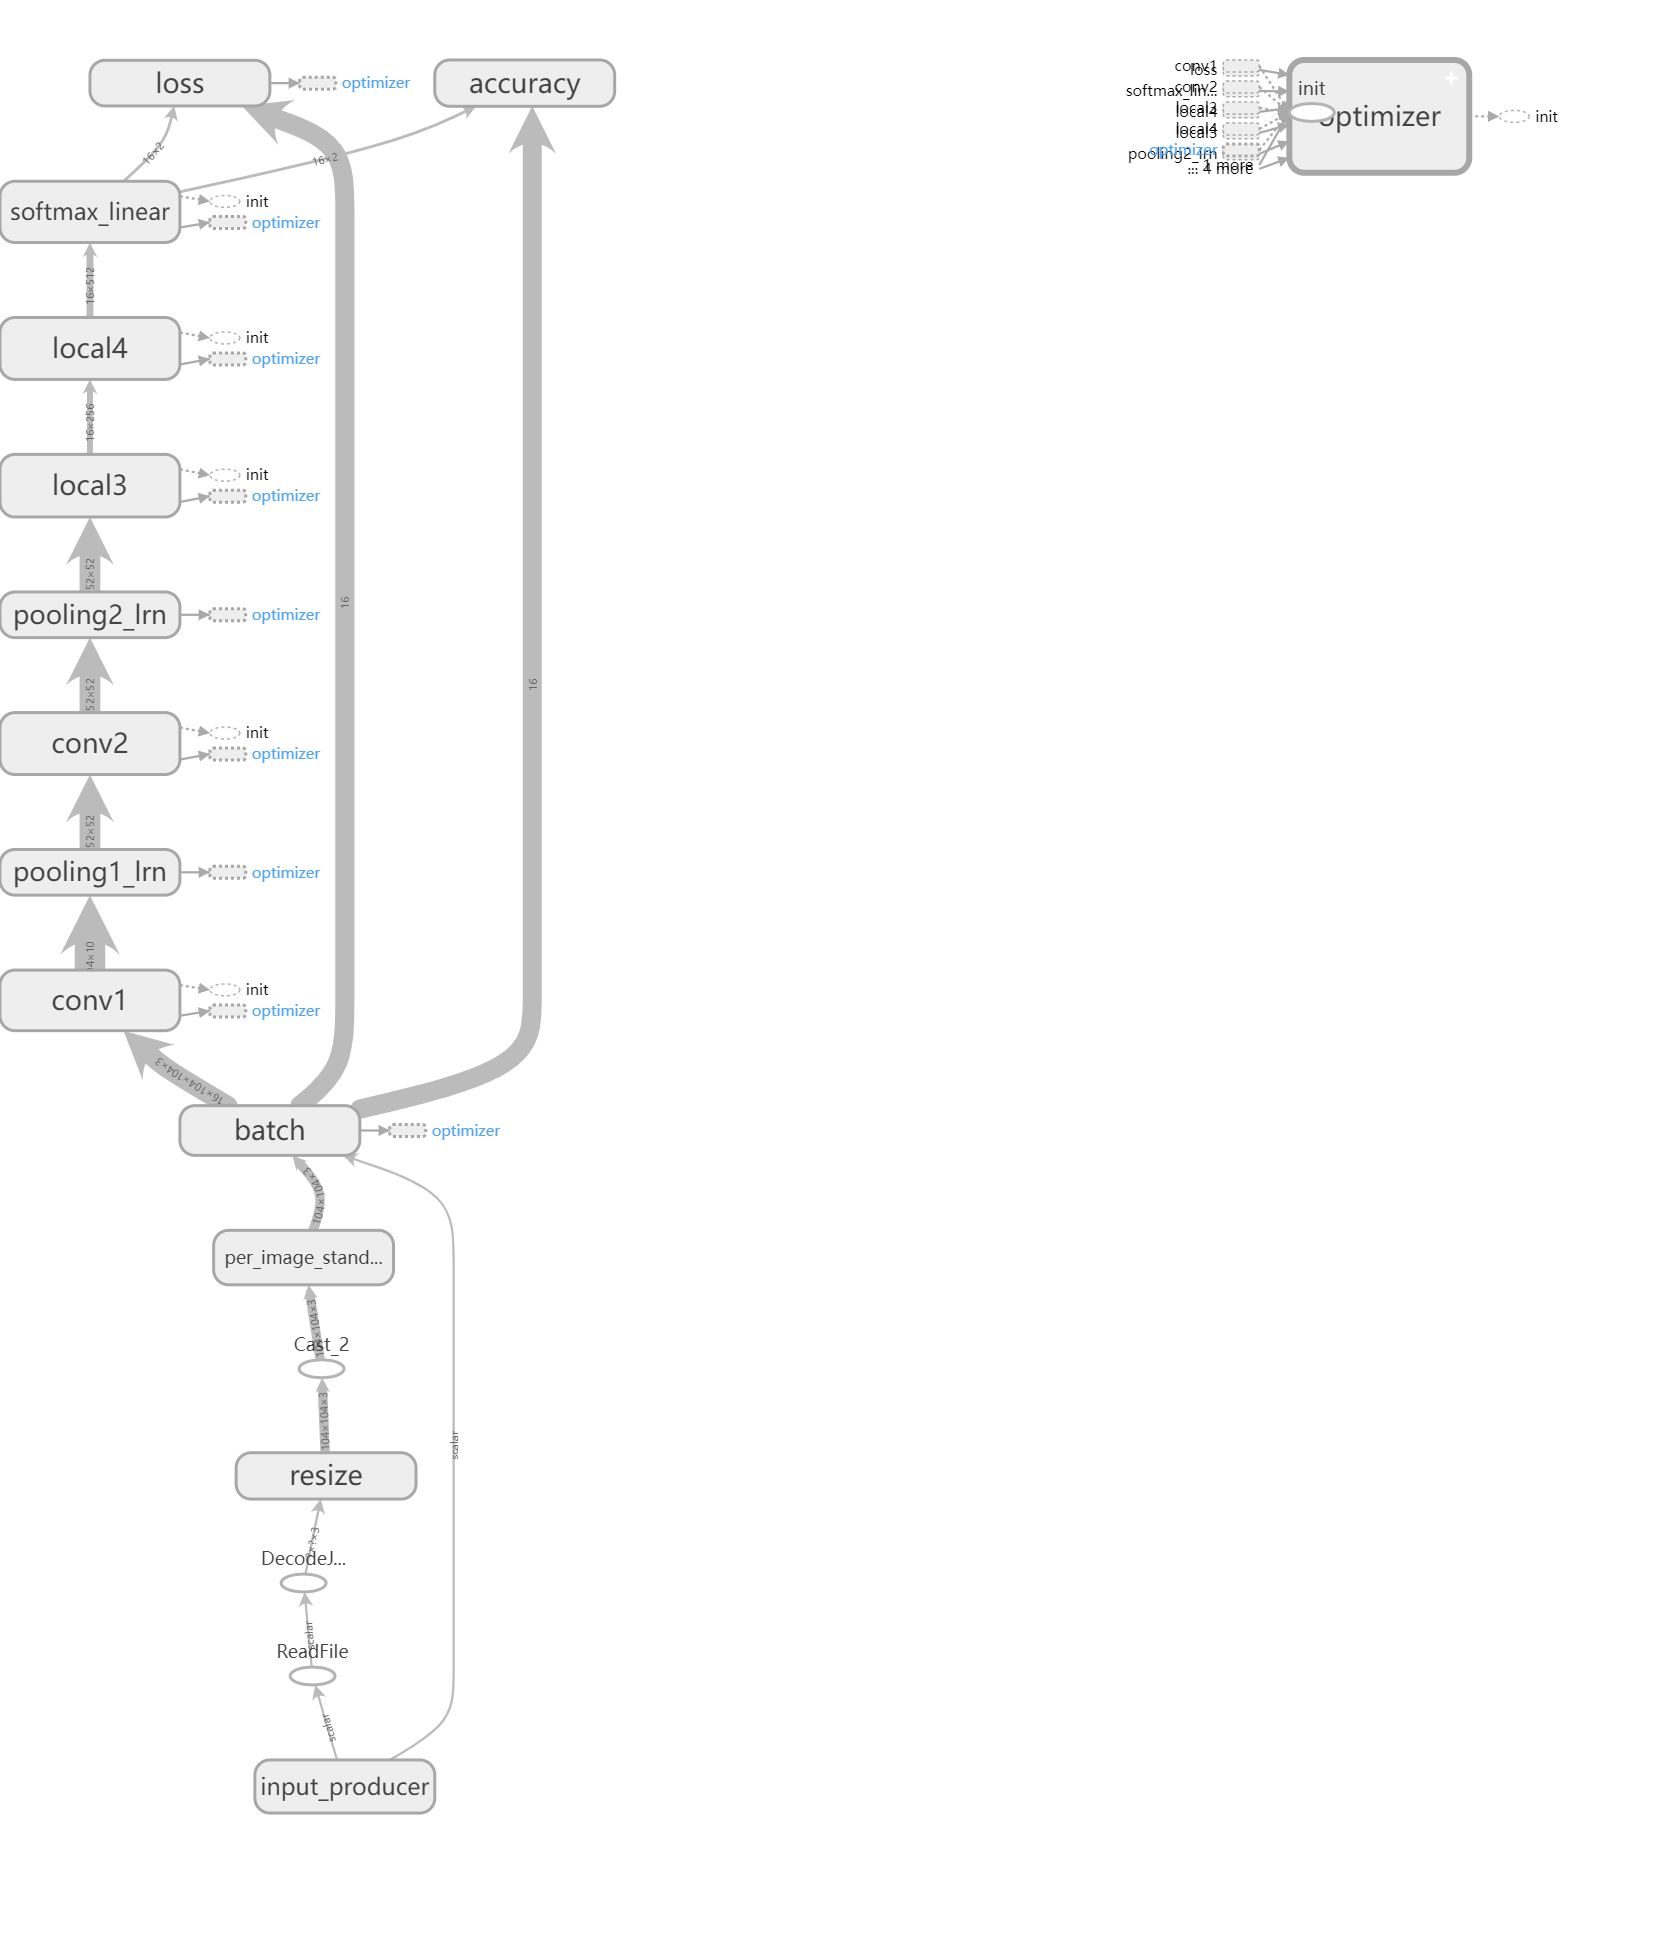 loss
optimizer
accuracy
16×2
16×2
softmax_linear
init
optimizer
16×512
local4
init
optimizer
16×256
local3
init
optimizer
52×52
pooling2_lrn
optimizer
16
52×52
conv2
init
optimizer
16
52×52
pooling1_lrn
optimizer
4×10
conv1
init
optimizer
16×104×104×3
batch
optimizer
104×104×3
per_image_stand...
104×104×3
Cast_2
104×104×3
resize
scalar
?×?×3
DecodeJ...
scalar
ReadFile
scalar
input_producer
conv1
loss
conv2
softmax_lin...
local3
local4
local4
local3
optimizer
pooling2_lrn
... 1 more
... 4 more
init
optimizer
init